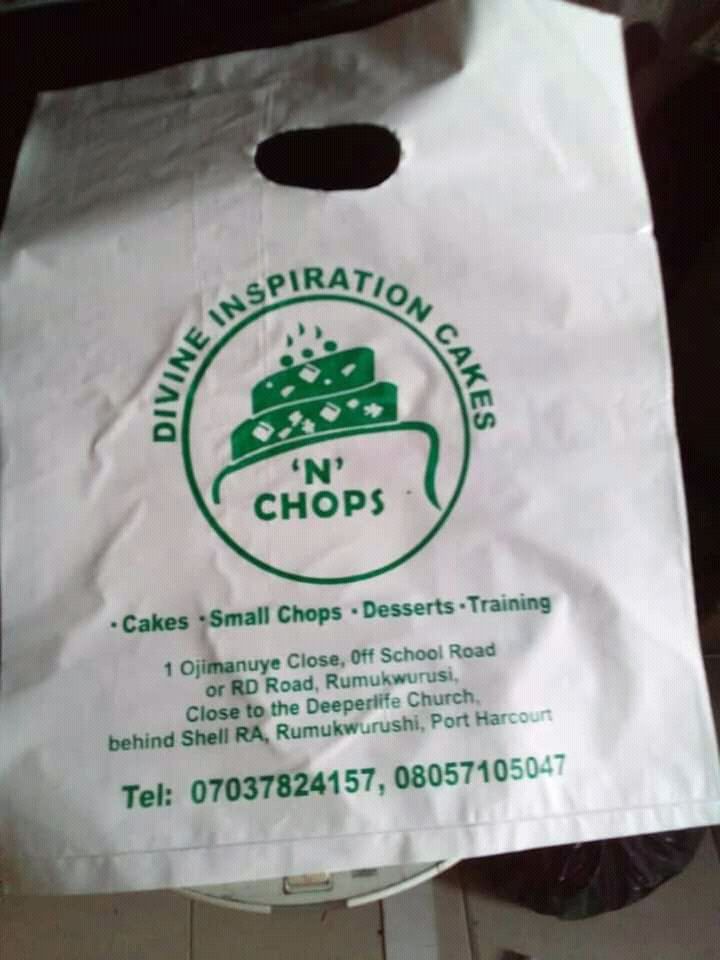 DIVINE INSPIRATION CAKES
‘N’
CHOPS
· Cakes · Small Chops · Desserts · Training
1 Ojimanuye Close, 0ff School Road
or RD Road, Rumukwurusi,
Close to the Deeperlife Church,
behind Shell RA, Rumukwurushi, Port Harcourt
Tel: 07037824157, 08057105047